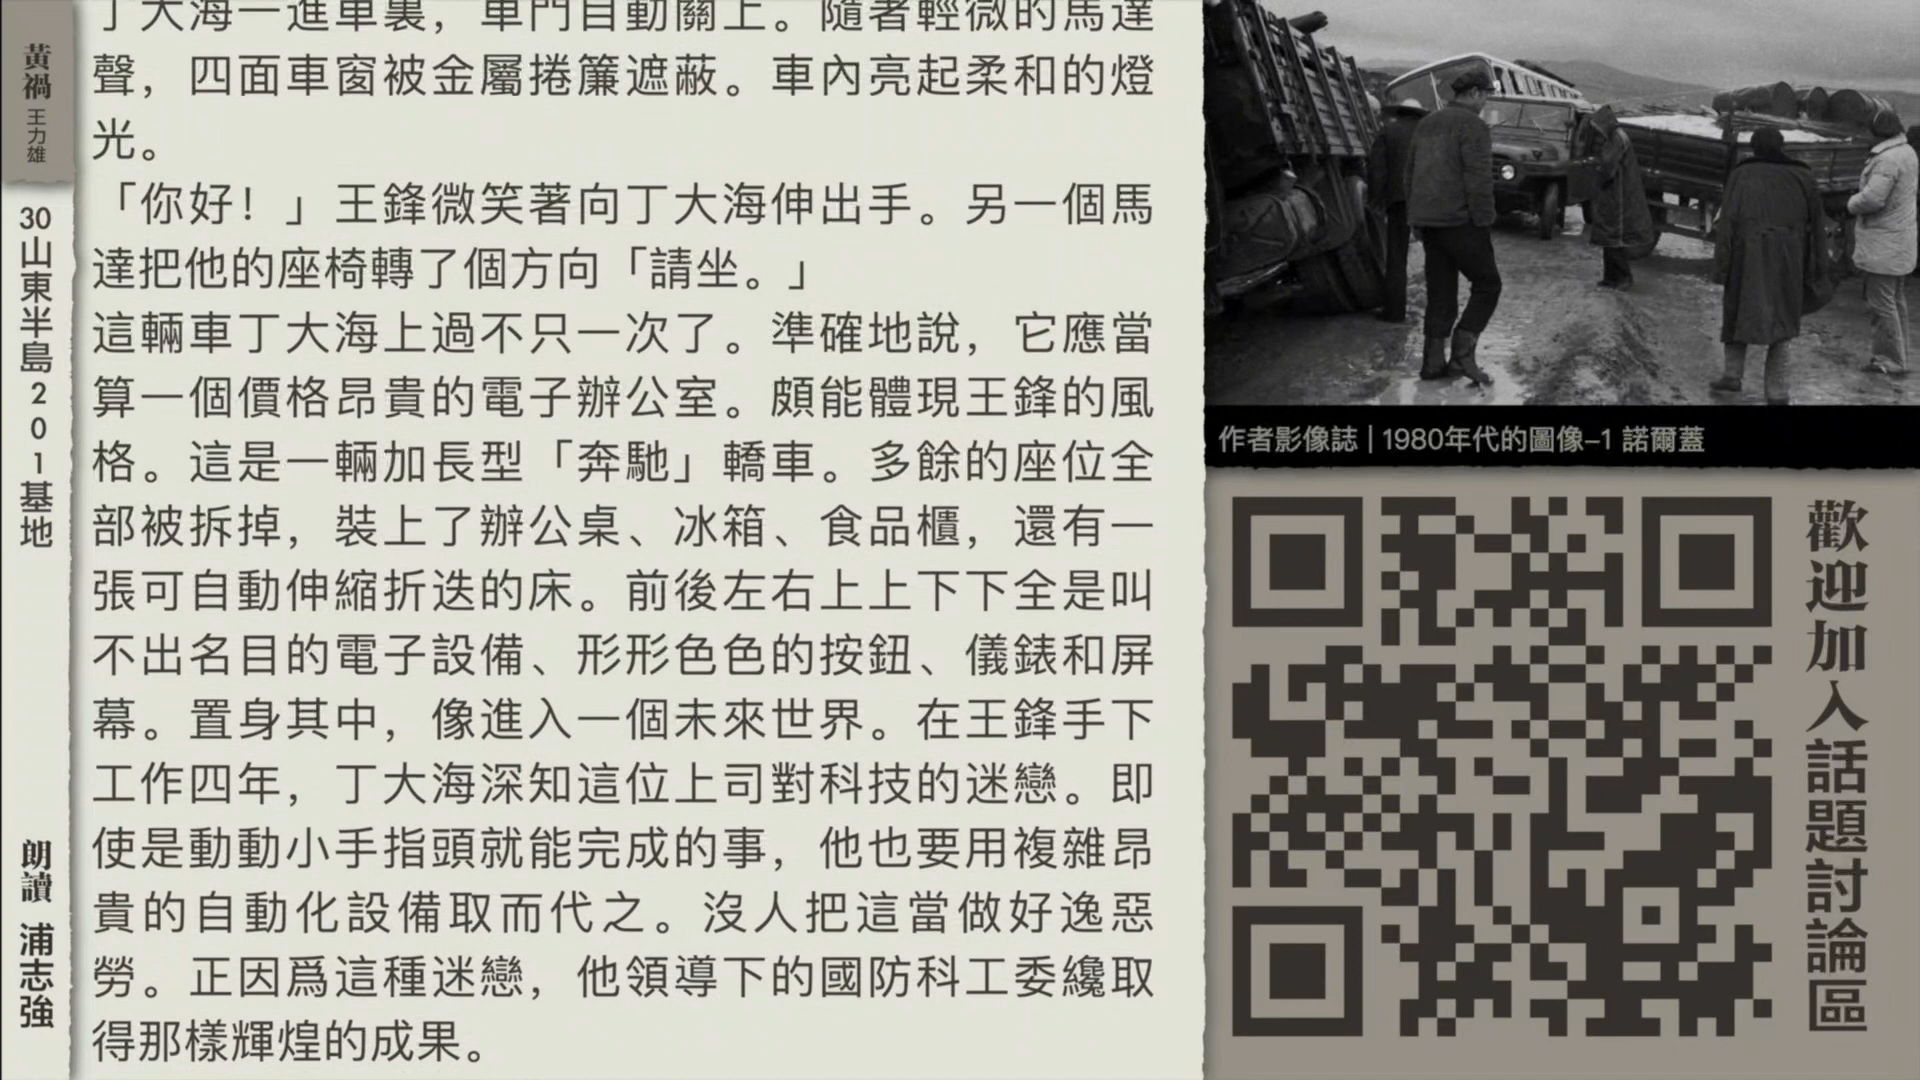 黃禍 王力雄
30山東半島201基地
朗讀 浦志強
丁大海一進車裏，車門自動關上。隨著輕微的馬達
聲，四面車窗被金屬捲簾遮蔽。車內亮起柔和的燈
光。
「你好！」王鋒微笑著向丁大海伸出手。另一個馬
達把他的座椅轉了個方向「請坐。」
這輛車丁大海上過不只一次了。準確地說，它應當
算一個價格昂貴的電子辦公室。頗能體現王鋒的風
格。這是一輛加長型「奔馳」轎車。多餘的座位全
部被拆掉，裝上了辦公桌、冰箱、食品櫃，還有一
張可自動伸縮折迭的床。前後左右上上下下全是叫
不出名目的電子設備、形形色色的按鈕、儀錶和屏
幕。置身其中，像進入一個未來世界。在王鋒手下
工作四年，丁大海深知這位上司對科技的迷戀。即
使是動動小手指頭就能完成的事，他也要用複雜昂
貴的自動化設備取而代之。沒人把這當做好逸惡
勞。正因爲這種迷戀，他領導下的國防科工委纔取
得那樣輝煌的成果。
作者影像誌 | 1980年代的圖像–1 諾爾蓋
歡迎加入話題討論區